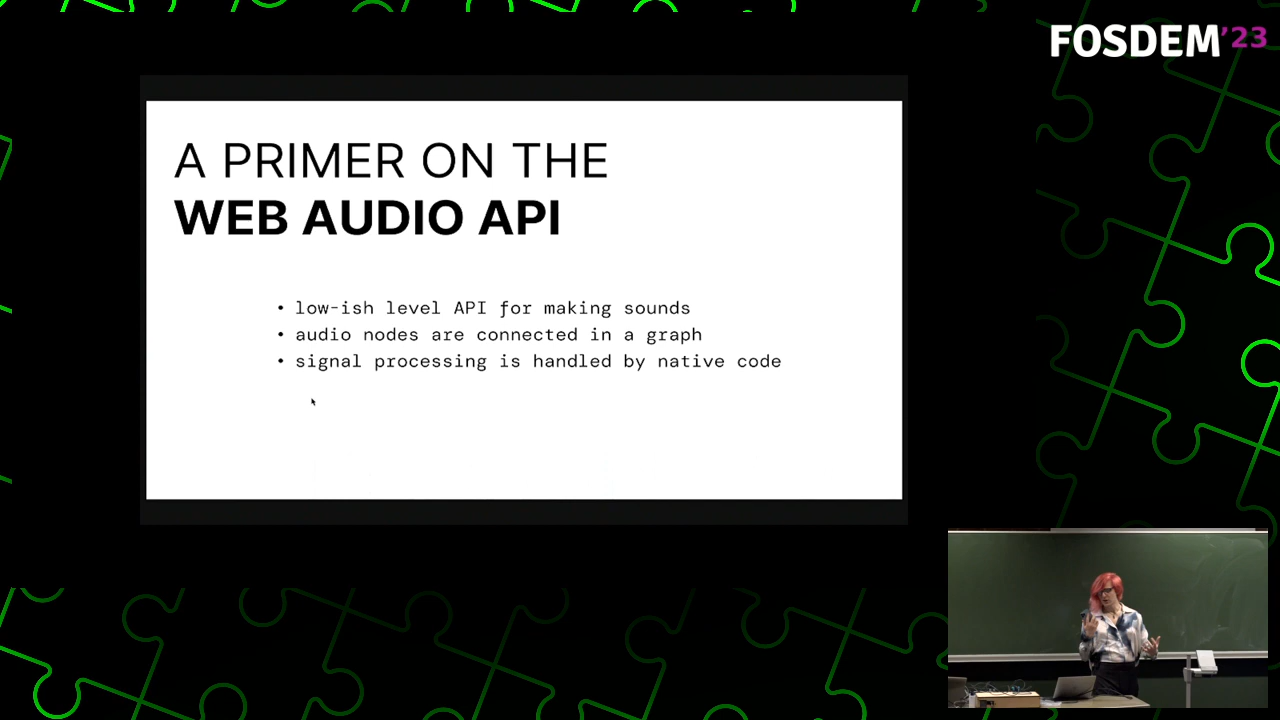 FOSDEM'23
A PRIMER ON THE
WEB AUDIO API
• low-ish level API for making sounds
• audio nodes are connected in a graph
• signal processing is handled by native code